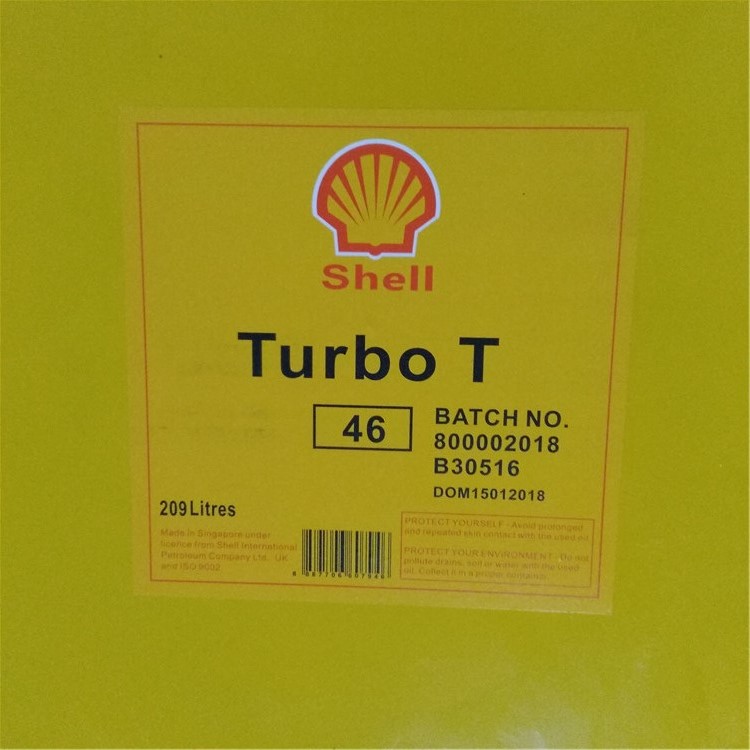 Shell
Turbo T
46
BATCH NO.
800002018
B30516
DOM15012018
209 Litres
Made in Singapore under
licence from Shell International
Petroleum Company Ltd. UK
and ISO 9002
PROTECT YOURSELF - Avoid prolonged
and repeated skin contact with the used oil.
PROTECT YOUR ENVIRONMENT - Do not
pollute drains, soil or water with the used
oil. Collect it in a proper container.